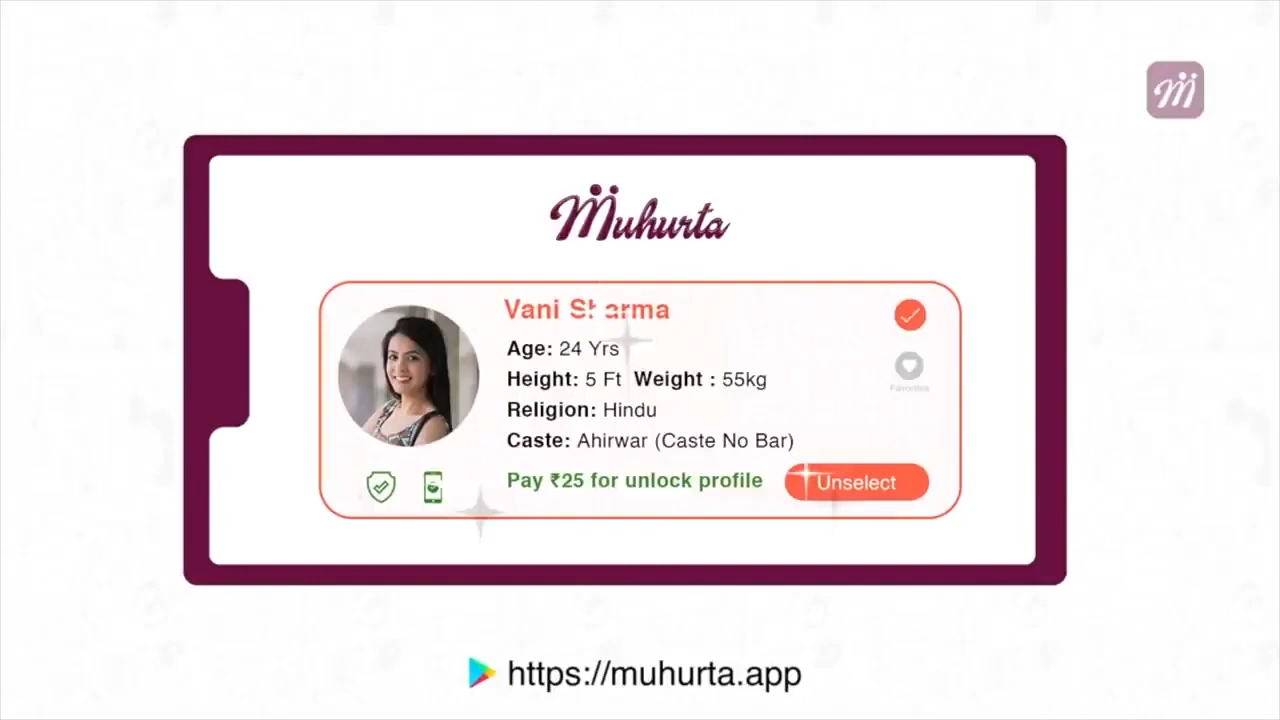 Muhurta
Vani Sharma
Age: 24 Yrs
Height: 5 Ft Weight : 55kg
Religion: Hindu
Caste: Ahirwar (Caste No Bar)
Favorites
Pay ₹25 for unlock profile
Unselect
https://muhurta.app